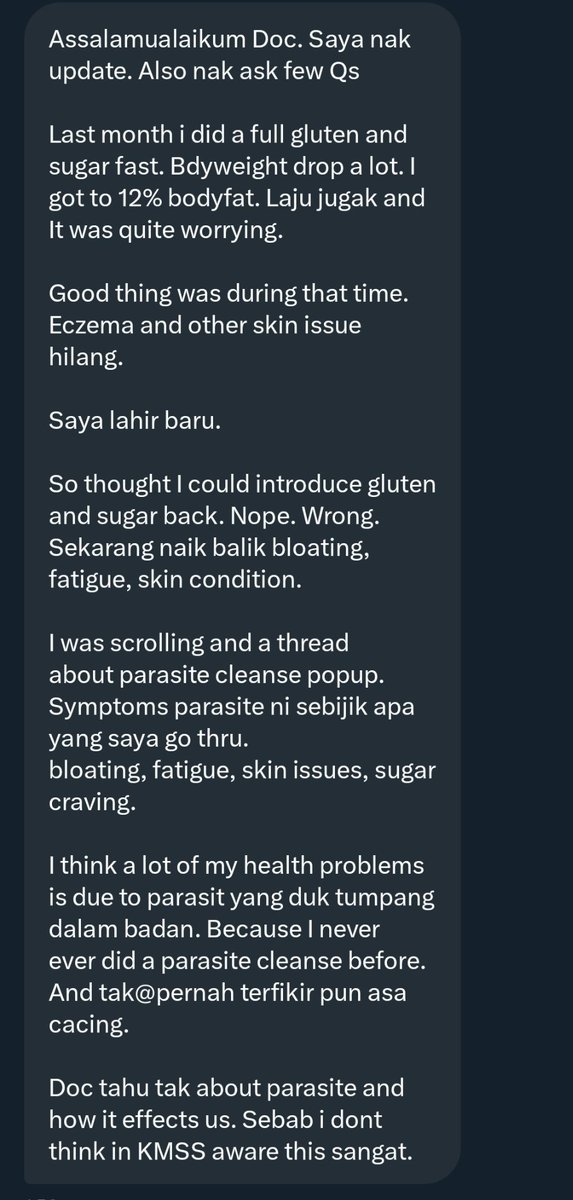 Assalamualaikum Doc. Saya nak
update. Also nak ask few Qs
Last month i did a full gluten and
sugar fast. Bdyweight drop a lot. I
got to 12% bodyfat. Laju jugak and
It was quite worrying.
Good thing was during that time.
Eczema and other skin issue
hilang.
Saya lahir baru.
So thought I could introduce gluten
and sugar back. Nope. Wrong.
Sekarang naik balik bloating,
fatigue, skin condition.
I was scrolling and a thread
about parasite cleanse popup.
Symptoms parasite ni sebijik apa
yang saya go thru.
bloating, fatigue, skin issues, sugar
craving.
I think a lot of my health problems
is due to parasit yang duk tumpang
dalam badan. Because I never
ever did a parasite cleanse before.
And tak@pernah terfikir pun asa
cacing.
Doc tahu tak about parasite and
how it effects us. Sebab i dont
think in KMSS aware this sangat.